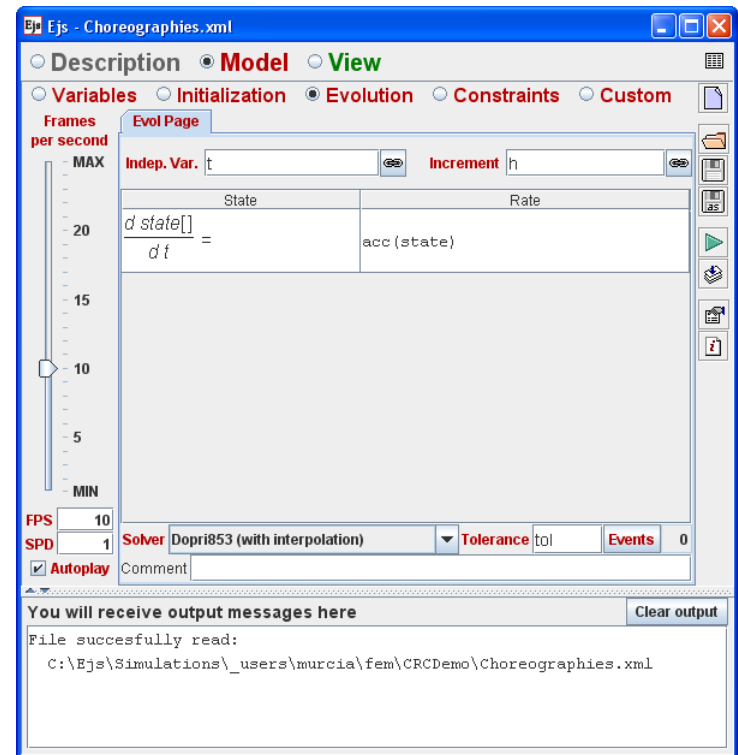 Ejs - Choreographies.xml
Description Model View
Variables Initialization Evolution Constraints Custom
Frames
per second
Evol Page
MAX
20
15
10
5
MIN
Indep. Var. t Increment h
State Rate
d state[]
d t
=
acc(state)
FPS 10
SPD 1
Autoplay
Solver Dopri853 (with interpolation) Tolerance tol Events 0
Comment
as
You will receive output messages here Clear output
File succesfully read:
C:\Ejs\Simulations\_users\murcia\fem\CRCDemo\Choreographies.xml